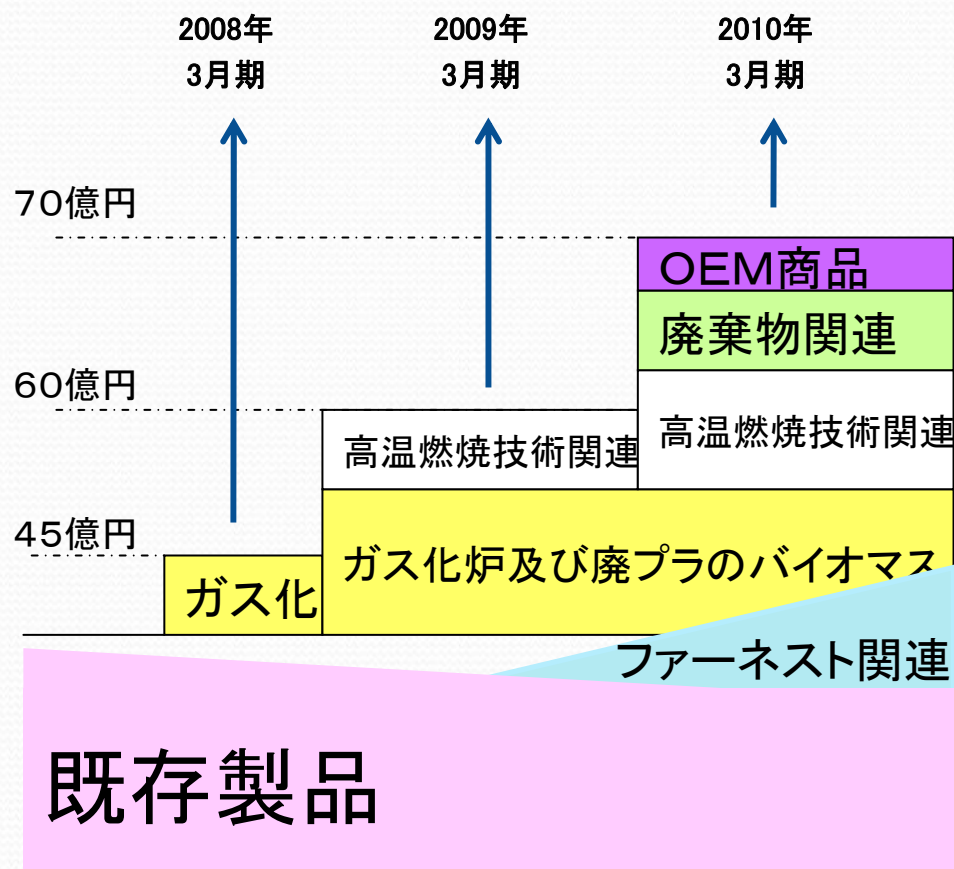 2008年
3月期
2009年
3月期
2010年
3月期
70億円
60億円
45億円
OEM商品
廃棄物関連
高温燃焼技術関連
高温燃焼技術関連
ガス化炉及び廃プラのバイオマス
ガス化
ファーネスト関連
既存製品